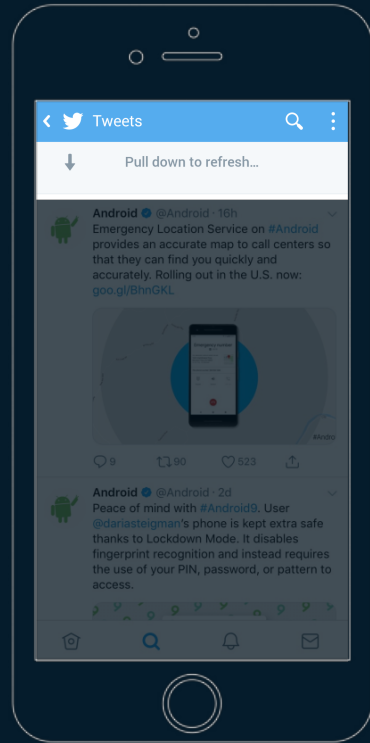 Tweets
Pull down to refresh...
Android @Android · 16h
Emergency Location Service on #Android
provides an accurate map to call centers so
that they can find you quickly and
accurately. Rolling out in the U.S. now:
goo.gl/BhnGKL
Emergency number
#Andro
9 90 523
Android @Android · 2d
Peace of mind with #Android9. User
@dariasteigman's phone is kept extra safe
thanks to Lockdown Mode. It disables
fingerprint recognition and instead requires
the use of your PIN, password, or pattern to
access.